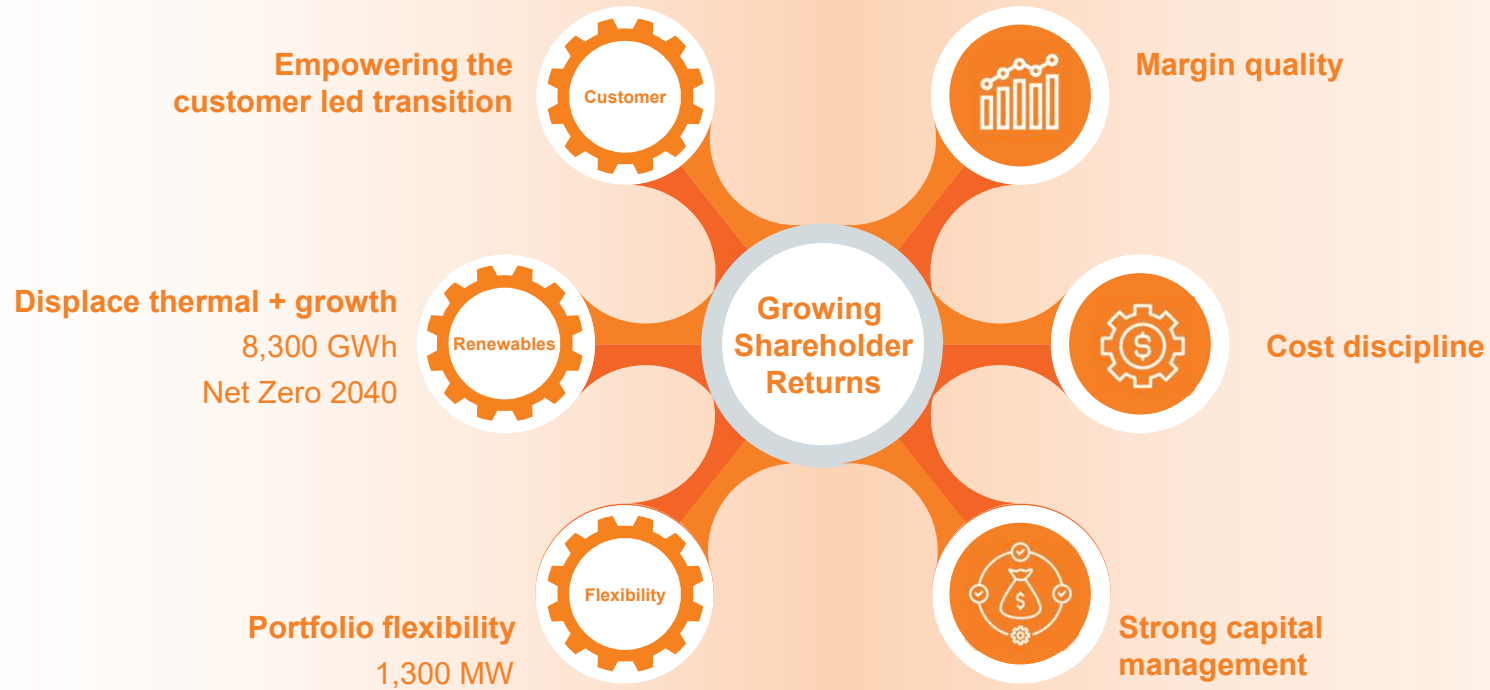 Empowering the
customer led transition
Customer
Margin quality
Displace thermal + growth
8,300 GWh
Net Zero 2040
Renewables
Growing
Shareholder
Returns
$
Cost discipline
Portfolio flexibility
1,300 MW
Flexibility
$
Strong capital
management